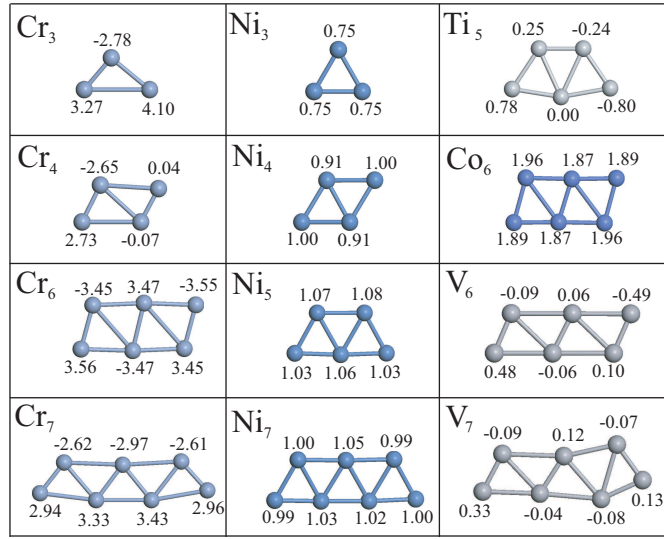 Cr3
-2.78
3.27 4.10
Ni3
0.75
0.75 0.75
Ti5
0.25 -0.24
0.78 0.00 -0.80
Cr4
-2.65 0.04
2.73 -0.07
Ni4
0.91 1.00
1.00 0.91
Co6
1.96 1.87 1.89
1.89 1.87 1.96
Cr6
-3.45 3.47 -3.55
3.56 -3.47 3.45
Ni5
1.07 1.08
1.03 1.06 1.03
V6
-0.09 0.06 -0.49
0.48 -0.06 0.10
Cr7
-2.62 -2.97 -2.61
2.94 3.33 3.43 2.96
Ni7
1.00 1.05 0.99
0.99 1.03 1.02 1.00
V7
-0.09 0.12 -0.07
0.33 -0.04 -0.08 0.13